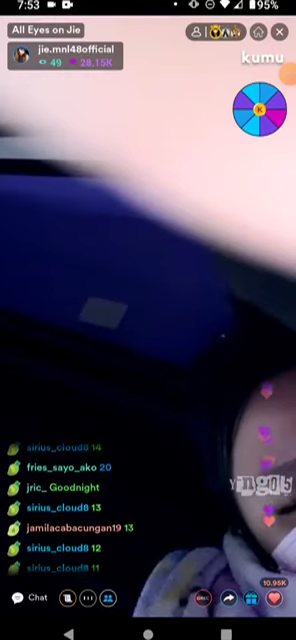 7:53
95%
All Eyes on Jie
jie.mnl48official
49 28.15K
kumu
K
sirius_cloud8 14
fries_sayo_ako 20
jric_ Goodnight
sirius_cloud8 13
jamilacabacungan19 13
sirius_cloud8 12
sirius_cloud8 11
10.95K
Chat